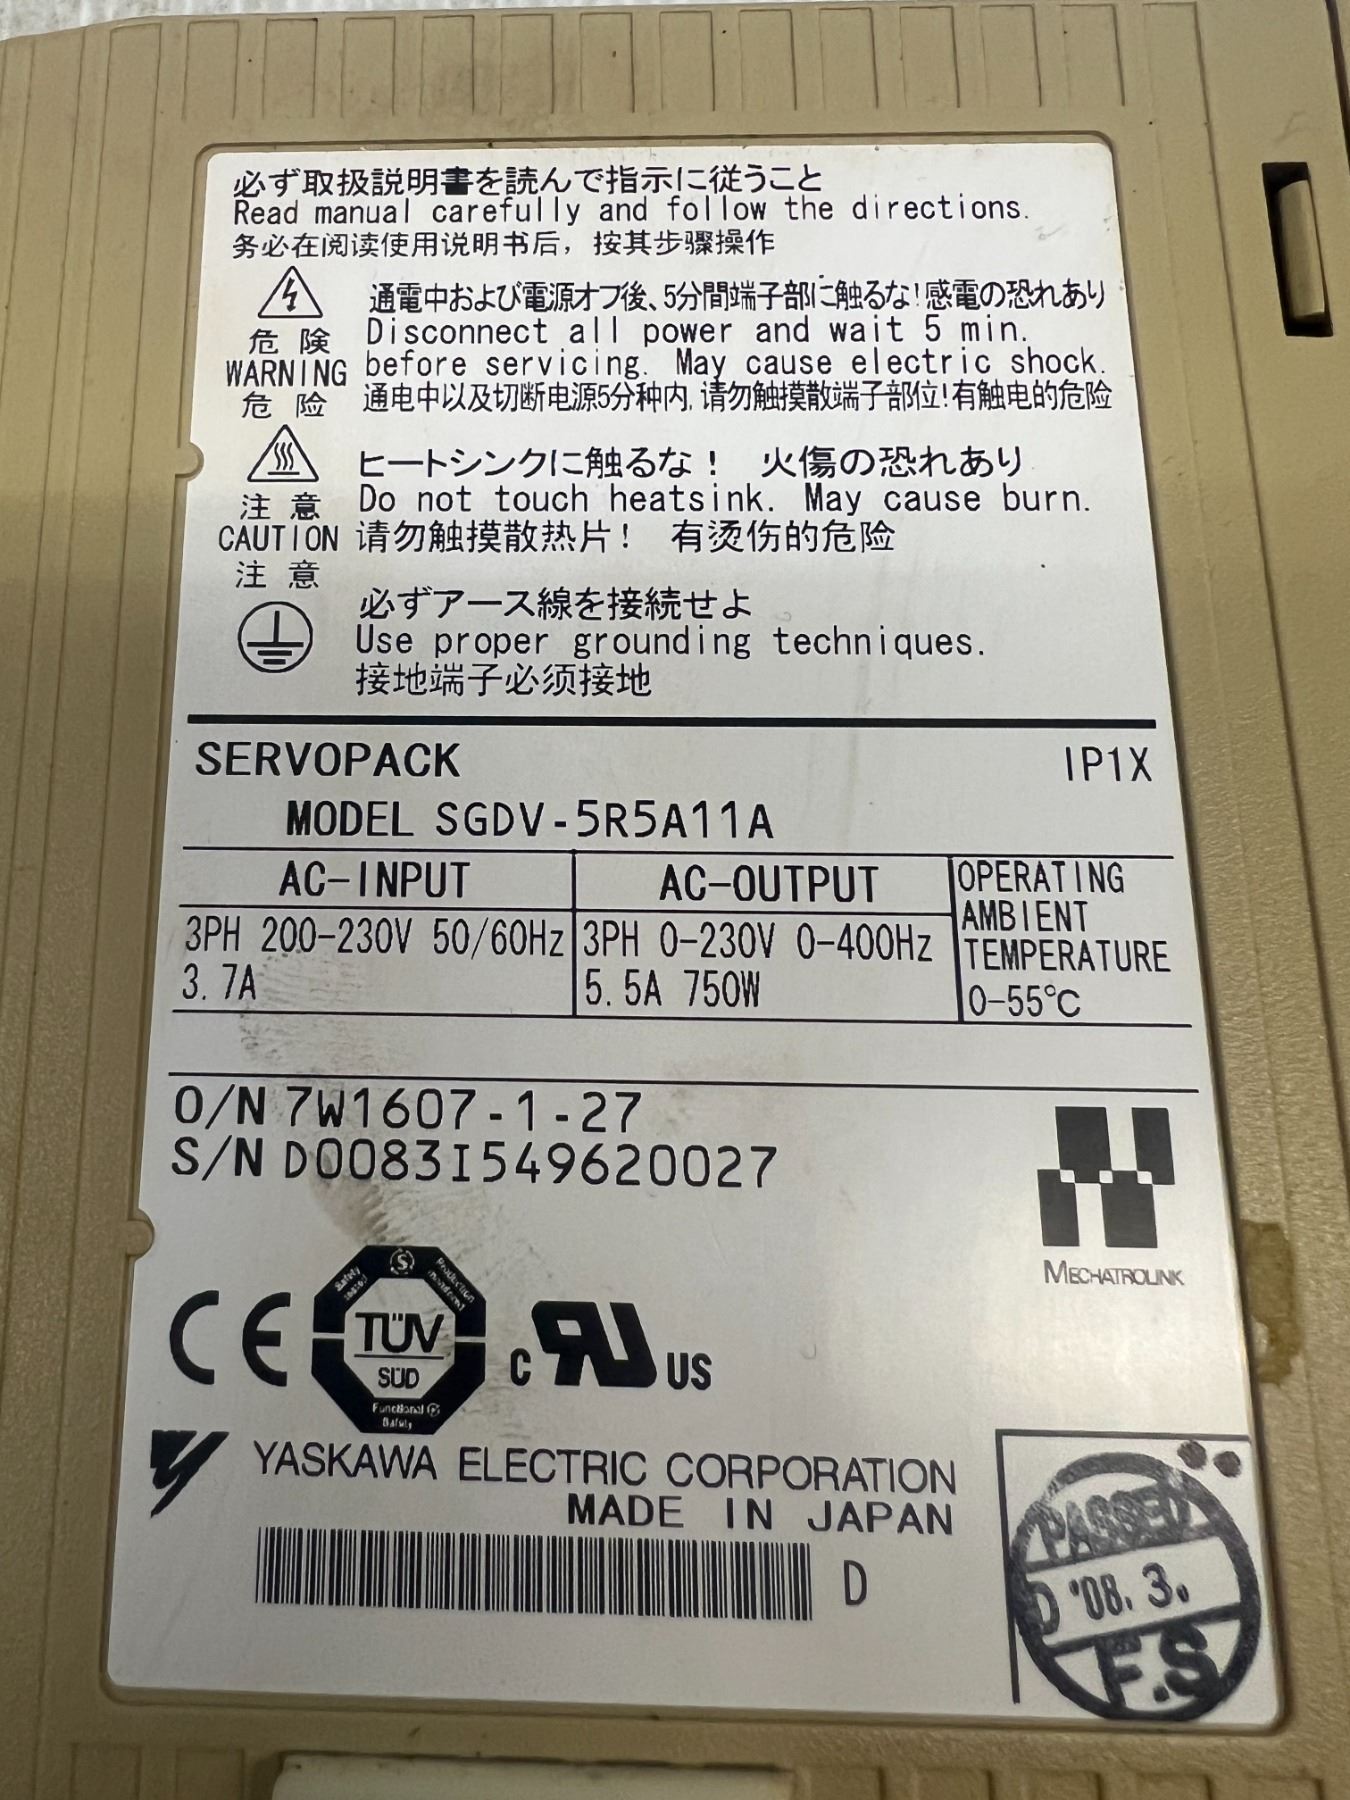 必ず取扱説明書を読んで指示に従うこと
Read manual carefully and follow the directions.
务必在阅读使用说明书后，按其步骤操作
危 険
WARNING
危 险
通電中および電源オフ後、5分間端子部に触るな!感電の恐れあり
Disconnect all power and wait 5 min.
before servicing. May cause electric shock.
通电中以及切断电源5分种内,请勿触摸散端子部位!有触电的危险
注 意
CAUTION
注 意
ヒートシンクに触るな! 火傷の恐れあり
Do not touch heatsink. May cause burn.
请勿触摸散热片! 有烫伤的危险
必ずアース線を接続せよ
Use proper grounding techniques.
接地端子必须接地
SERVOPACK IP1X
MODEL SGDV-5R5A11A
AC-INPUT
3PH 200-230V 50/60Hz
3.7A
AC-OUTPUT
3PH 0-230V 0-400Hz
5.5A 750W
OPERATING
AMBIENT
TEMPERATURE
0-55℃
O/N 7W1607-1-27
S/N D0083I549620027
MECHATROLINK
CE
Safety
tested
S
Production
monitored
TÜV
SÜD
Functional
Safety
C RU US
YASKAWA ELECTRIC CORPORATION
MADE IN JAPAN
D
PASSED
D '08. 3.
F.S